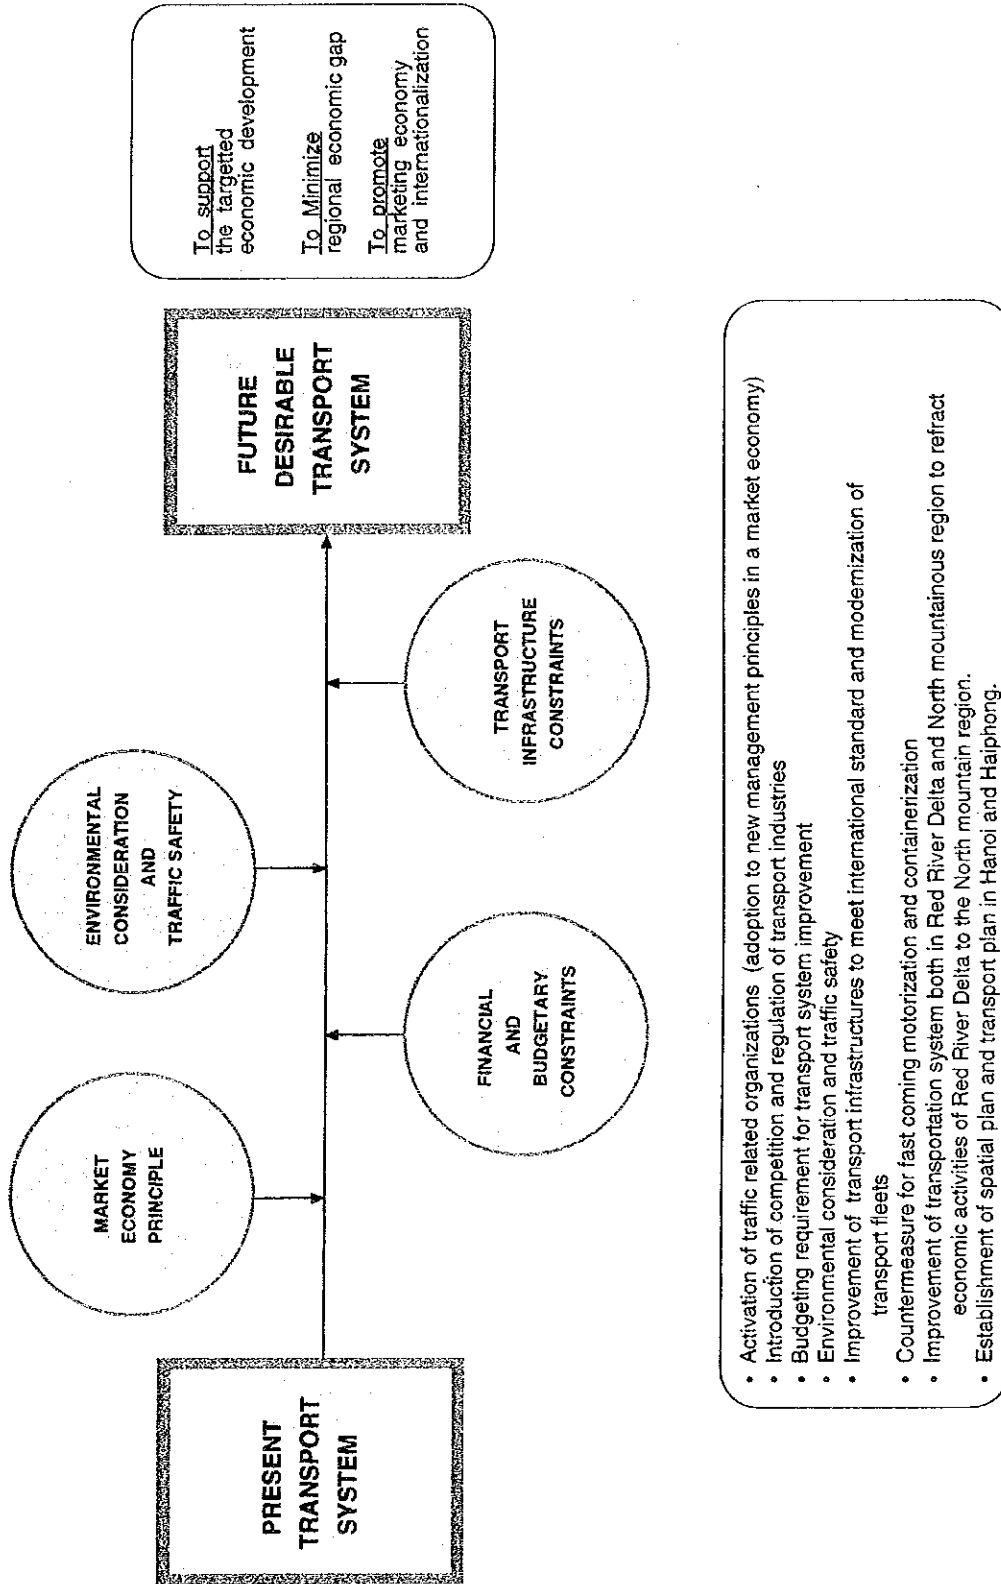 MARKET
ECONOMY
PRINCIPLE
ENVIRONMENTAL
CONSIDERATION
AND
TRAFFIC SAFETY
PRESENT
TRANSPORT
SYSTEM
FUTURE
DESIRABLE
TRANSPORT
SYSTEM
To support
the targetted
economic development
To Minimize
regional economic gap
To promote
marketing economy
and internationalization
FINANCIAL
AND
BUDGETARY
CONSTRAINTS
TRANSPORT
INFRASTRUCTURE
CONSTRAINTS
• Activation of traffic related organizations (adoption to new management principles in a market economy)
• Introduction of competition and regulation of transport industries
• Budgeting requirement for transport system improvement
• Environmental consideration and traffic safety
• Improvement of transport infrastructures to meet international standard and modernization of
transport fleets
• Countermeasure for fast coming motorization and containerization
• Improvement of transportation system both in Red River Delta and North mountainous region to refract
economic activities of Red River Delta to the North mountain region.
• Establishment of spatial plan and transport plan in Hanoi and Haiphong.